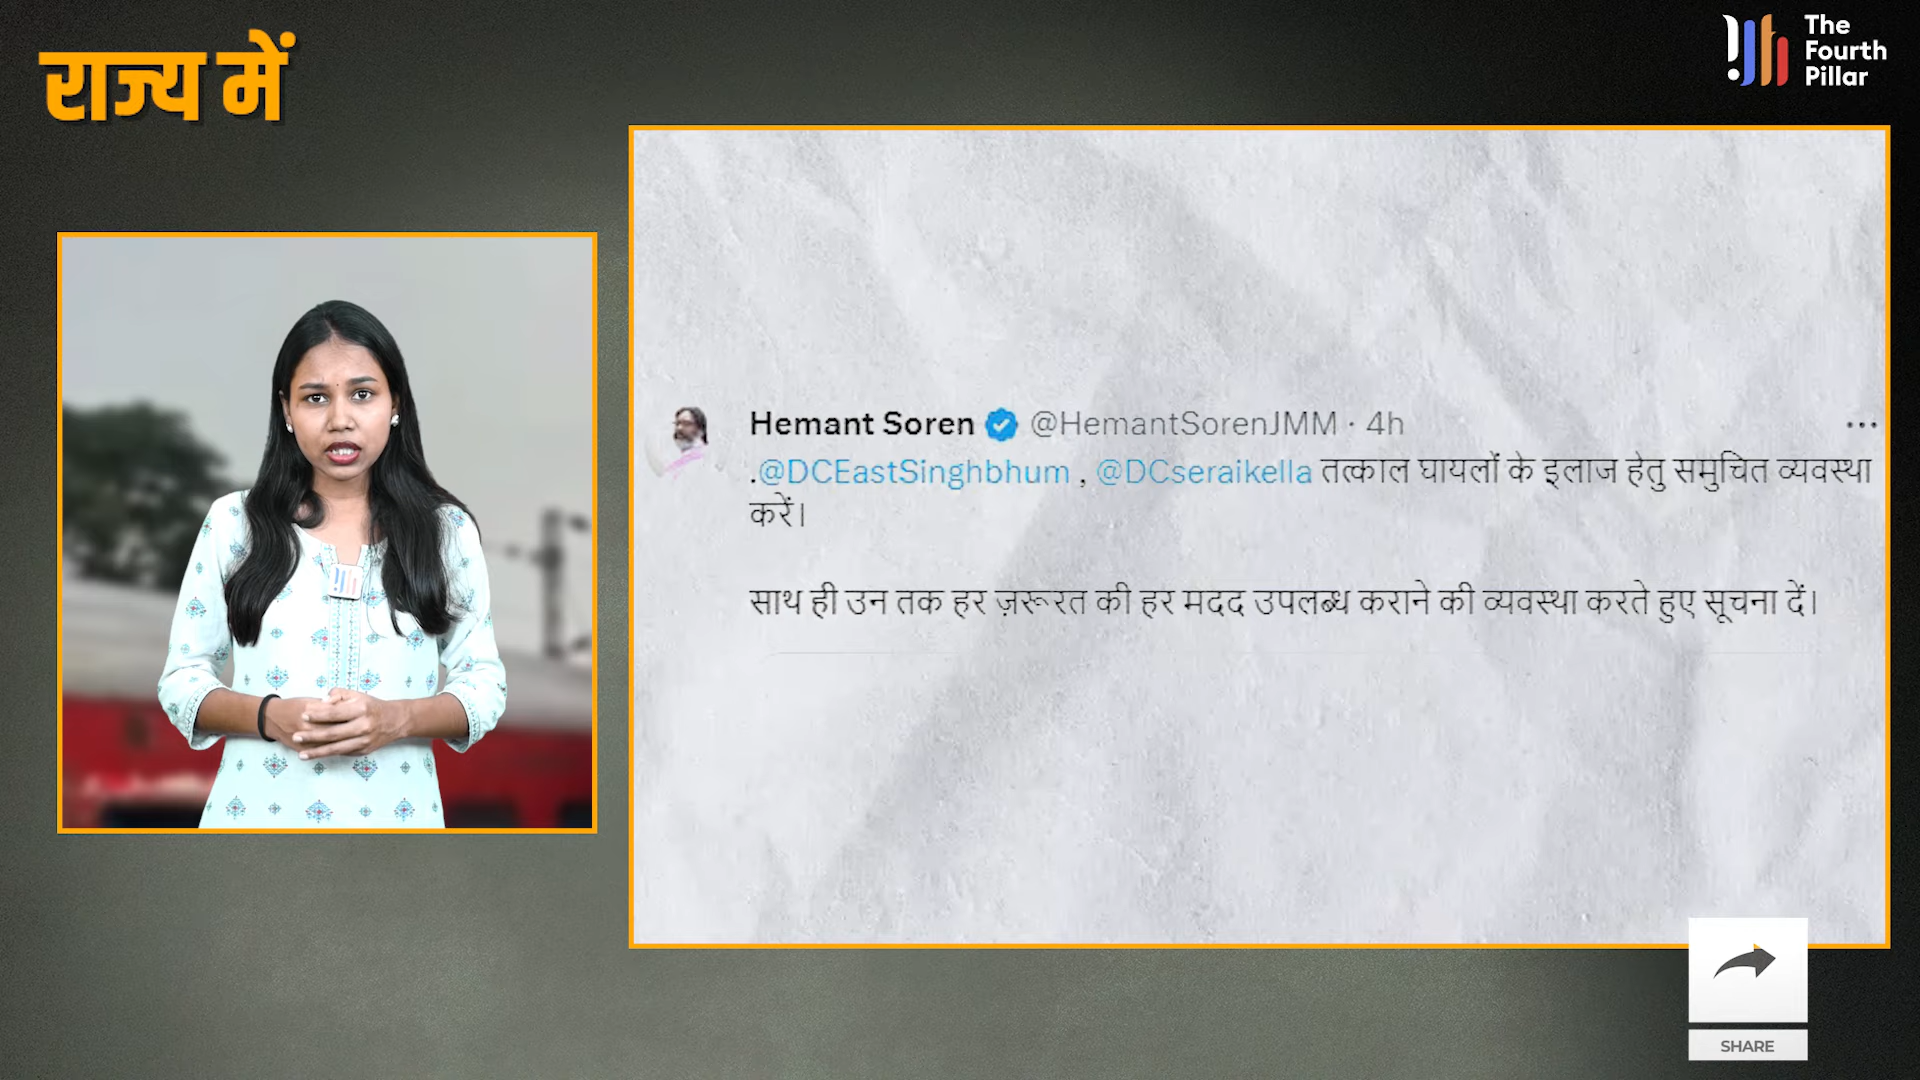 राज्य में
The
Fourth
Pillar
Hemant Soren @HemantSorenJMM · 4h
.@DCEastSinghbhum , @DCseraikella तत्काल घायलों के इलाज हेतु समुचित व्यवस्था
करें।
साथ ही उन तक हर ज़रूरत की हर मदद उपलब्ध कराने की व्यवस्था करते हुए सूचना दें।
SHARE